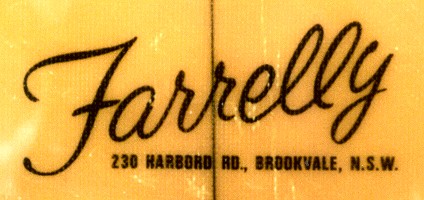 Farrelly
230 HARBORD RD., BROOKVALE, N.S.W.